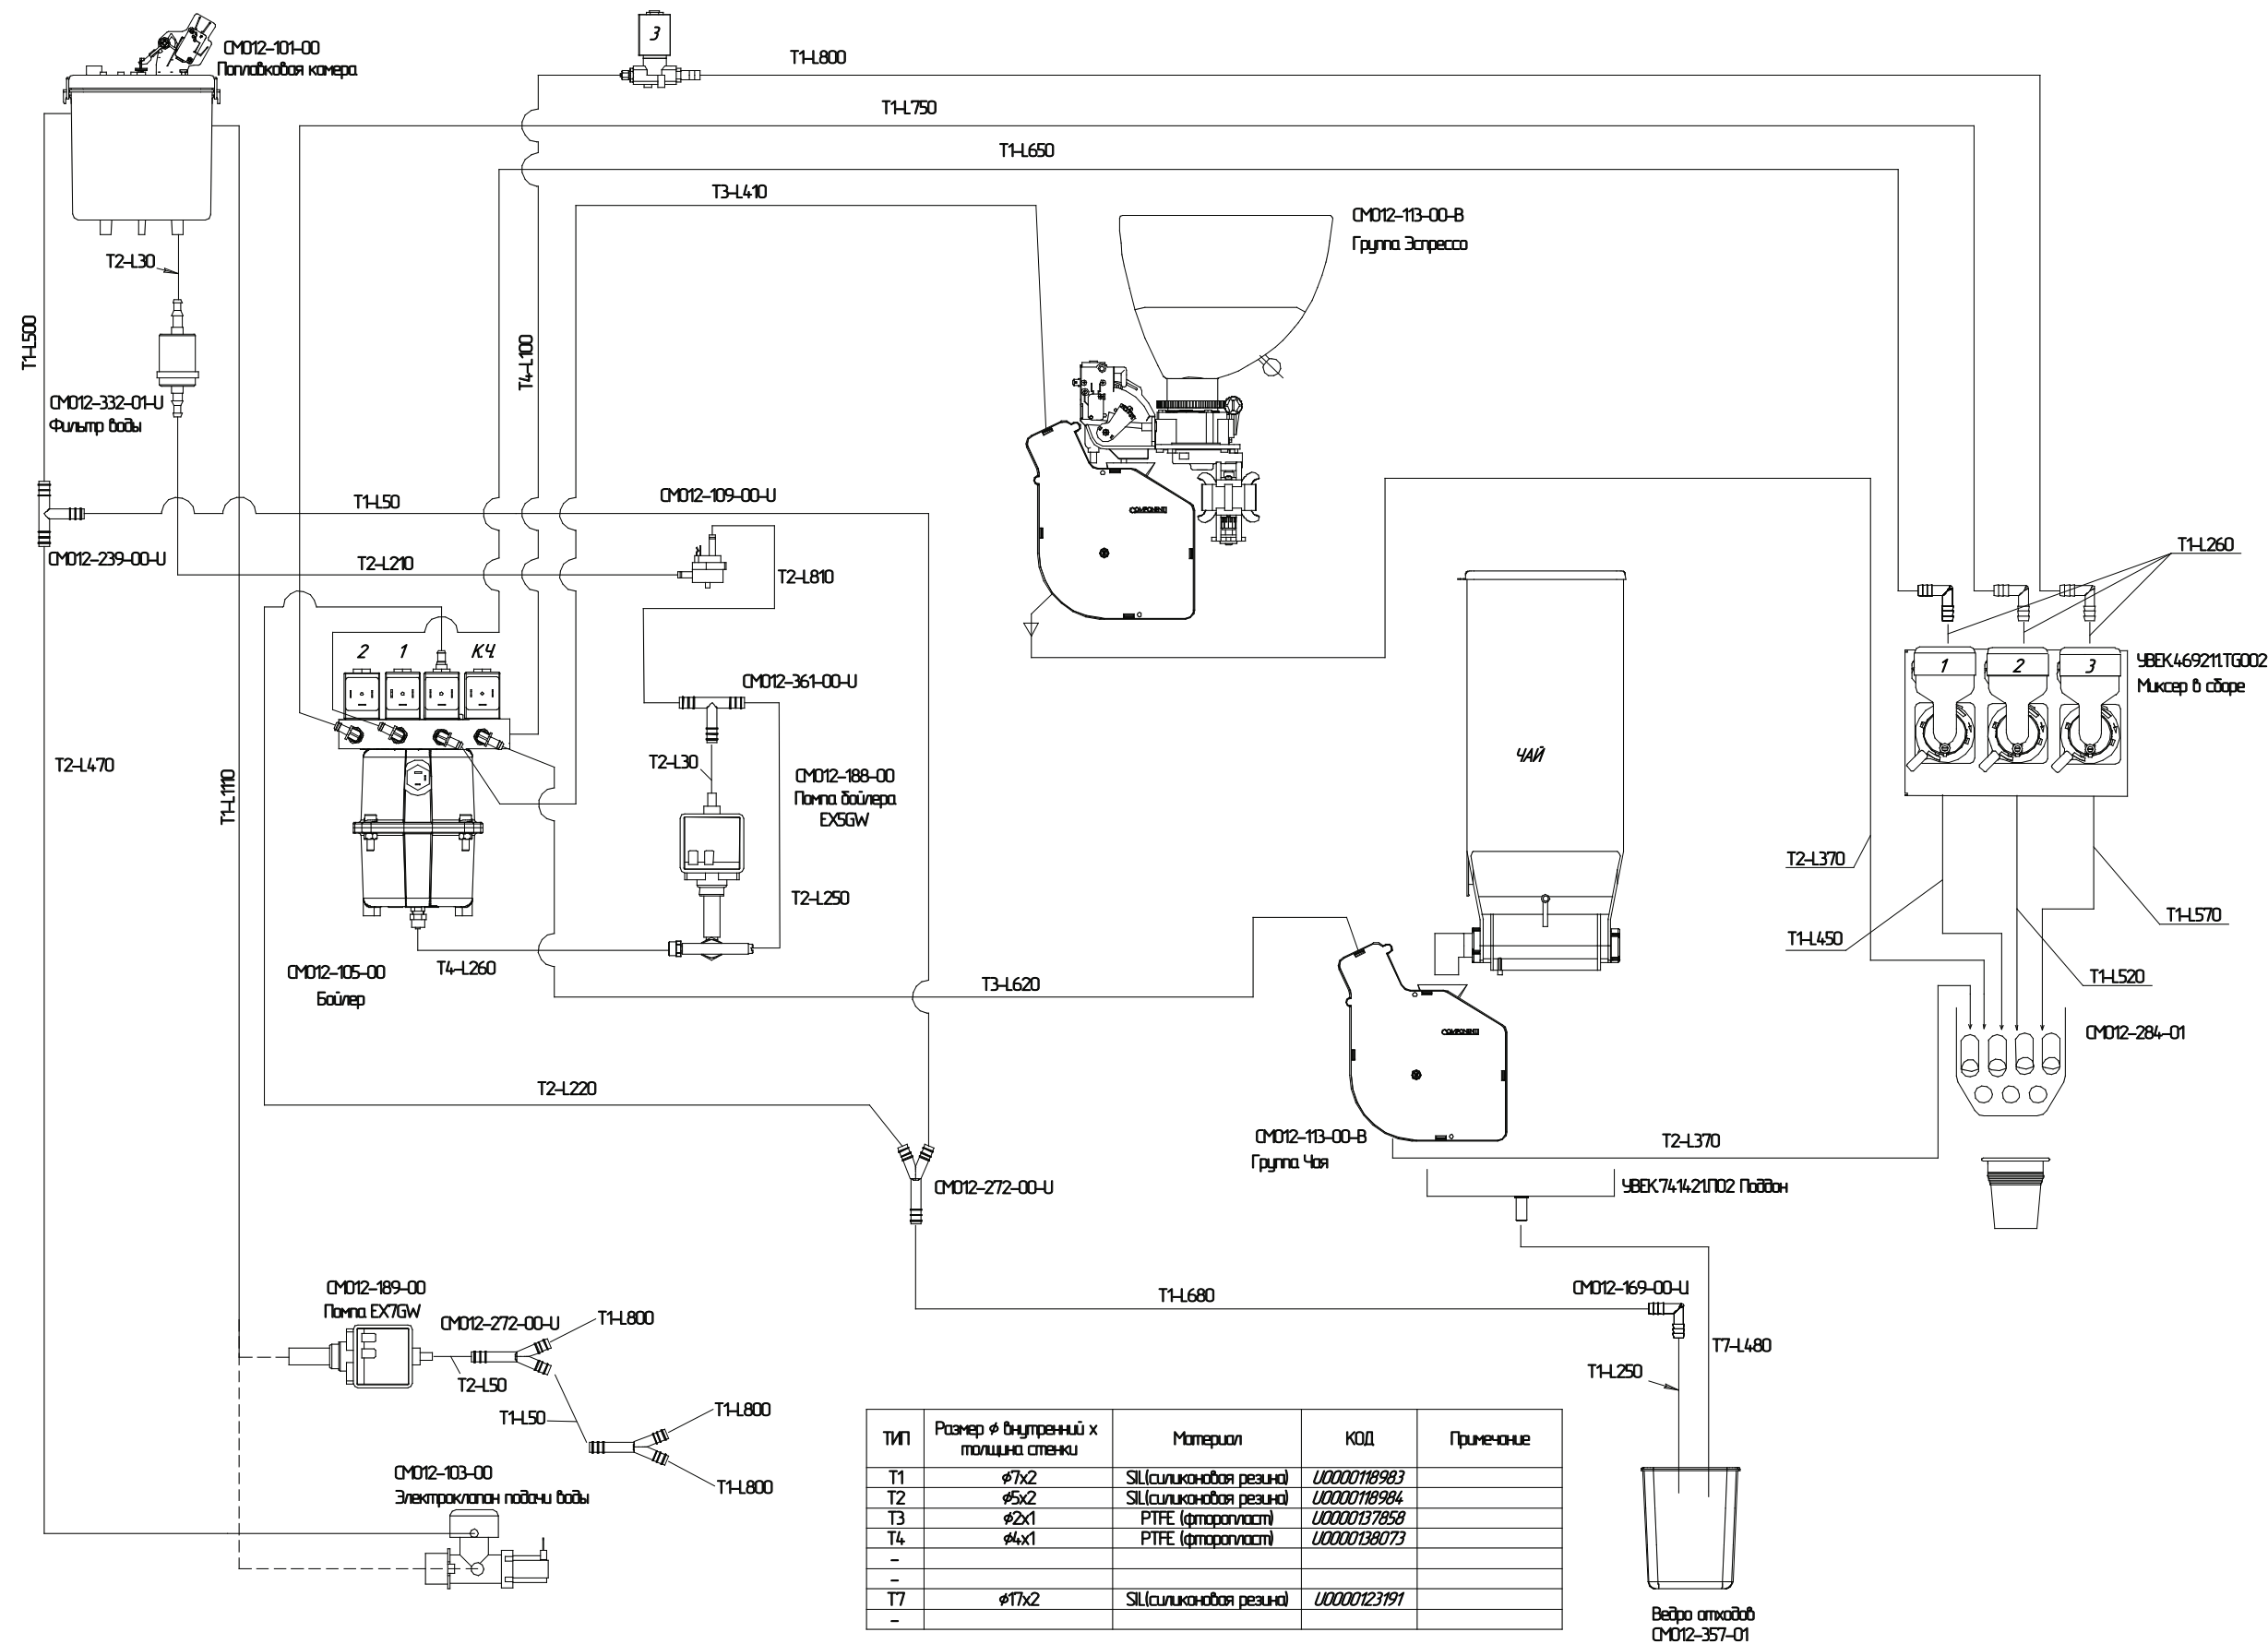 СМ012-101-00
Поплавковая камера
3
Т1-L800
Т1-L750
Т1-L650
Т3-L410
СМ012-113-00-В
Группа Эспрессо
Т2-L30
Т1-L500
Т4-L100
СМ012-332-01-U
Фильтр воды
Т1-L50
СМ012-109-00-U
СМ012-239-00-U
Т2-L210
Т2-L810
Т1-L260
2
1
КЧ
СМ012-361-00-U
1
2
3
УВЕК.469211.TG002
Миксер в сборе
Т2-L470
Т1-L1110
Т2-L30
СМ012-188-00
Помпа бойлера
EX5GW
ЧАЙ
Т2-L370
Т2-L250
Т1-L450
Т1-L570
Т4-L260
СМ012-105-00
Бойлер
Т3-L620
Т1-L520
СМ012-284-01
Т2-L220
СМ012-113-00-В
Группа Чая
Т2-L370
СМ012-272-00-U
УВЕК.741421.П02 Поддон
СМ012-189-00
Помпа EX7GW
СМ012-272-00-U
Т1-L800
Т1-L680
СМ012-169-00-U
Т7-L480
Т2-L50
Т1-L250
Т1-L50
Т1-L800
Т1-L800
СМ012-103-00
Электроклапан подачи воды
ТИП Размер ϕ внутренний х толщина стенки Материал КОД Примечание
Т1 ϕ7х2 SIL(силиконовая резина) U0000118983
Т2 ϕ5х2 SIL(силиконовая резина) U0000118984
Т3 ϕ2х1 PTFE (фторопласт) U0000137858
Т4 ϕ4х1 PTFE (фторопласт) U0000138073
-
-
Т7 ϕ17х2 SIL(силиконовая резина) U0000123191
-
Ведро отходов
СМ012-357-01